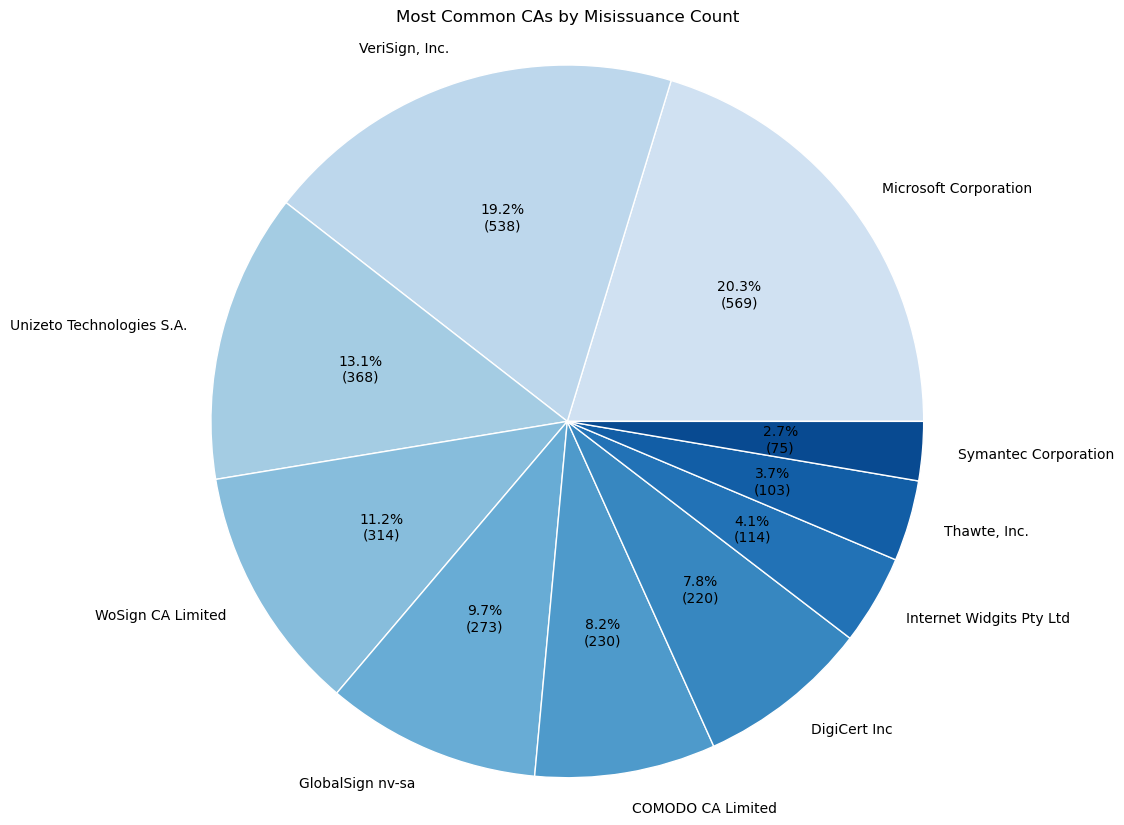 Most Common CAs by Misissuance Count
VeriSign, Inc.
Microsoft Corporation
19.2%
(538)
20.3%
(569)
Unizeto Technologies S.A.
13.1%
(368)
2.7%
(75)
Symantec Corporation
3.7%
(103)
Thawte, Inc.
11.2%
(314)
4.1%
(114)
7.8%
(220)
WoSign CA Limited
9.7%
(273)
8.2%
(230)
Internet Widgits Pty Ltd
DigiCert Inc
GlobalSign nv-sa
COMODO CA Limited